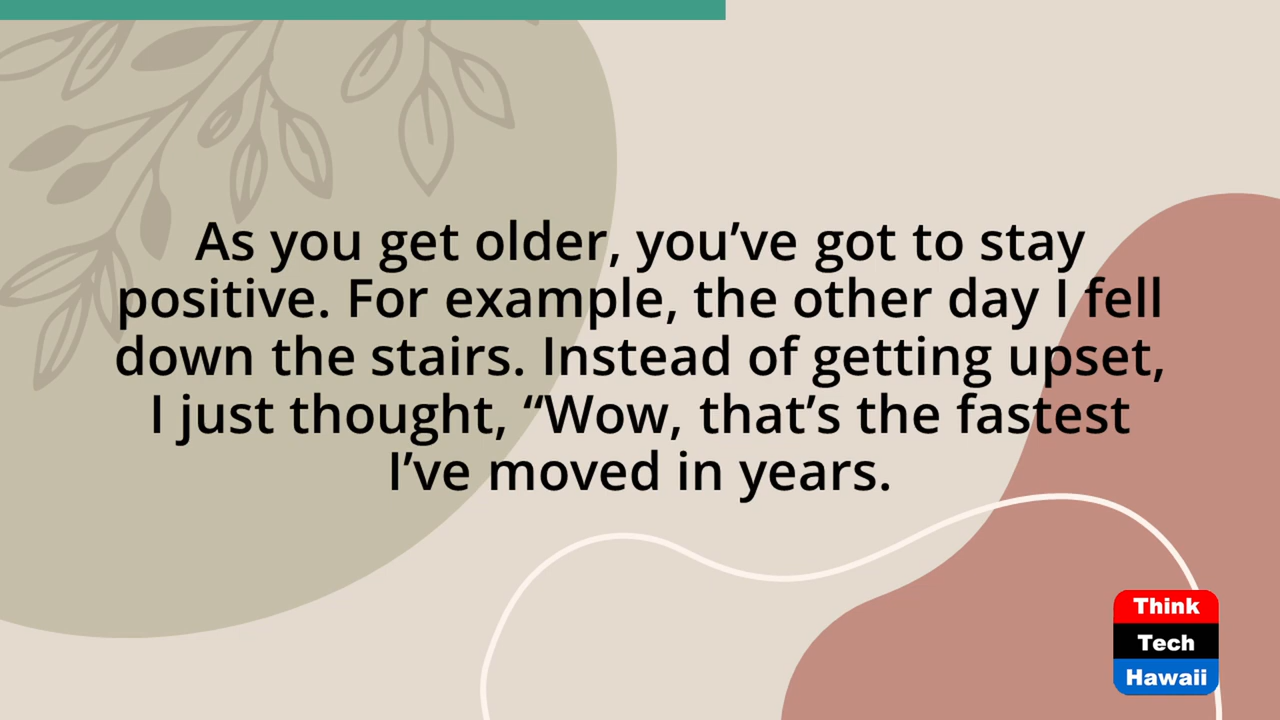 As you get older, you’ve got to stay
positive. For example, the other day I fell
down the stairs. Instead of getting upset,
I just thought, “Wow, that’s the fastest
I’ve moved in years.
Think
Tech
Hawaii